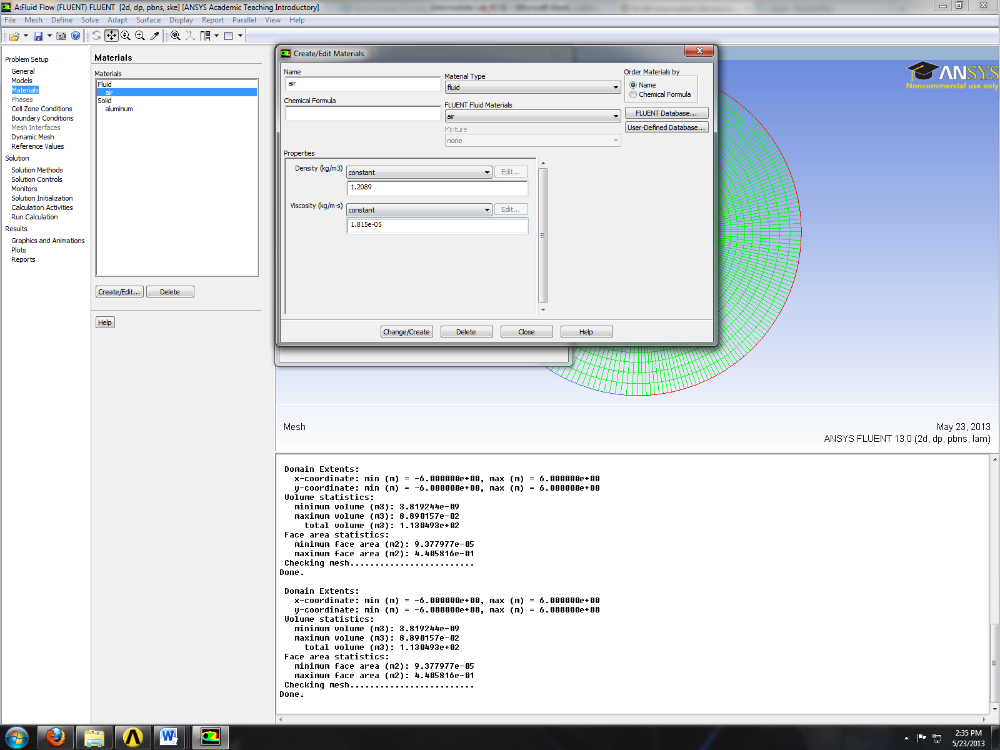 A:Fluid Flow (FLUENT) FLUENT [2d, dp, pbns, ske] [ANSYS Academic Teaching Introductory]
File Mesh Define Solve Adapt Surface Display Report Parallel View Help
Problem Setup
General
Models
Materials
Phases
Cell Zone Conditions
Boundary Conditions
Mesh Interfaces
Dynamic Mesh
Reference Values
Solution
Solution Methods
Solution Controls
Monitors
Solution Initialization
Calculation Activities
Run Calculation
Results
Graphics and Animations
Plots
Reports
Materials
Materials
Fluid
air
Solid
aluminum
Create/Edit... Delete
Help
Create/Edit Materials
Name
air
Chemical Formula
Material Type
fluid
FLUENT Fluid Materials
air
Mixture
none
Order Materials by
Name
Chemical Formula
FLUENT Database...
User-Defined Database...
Properties
Density (kg/m3) constant Edit...
1.2089
Viscosity (kg/m-s) constant Edit...
1.815e-05
Change/Create Delete Close Help
ANSYS
Noncommercial use only
Mesh
May 23, 2013
ANSYS FLUENT 13.0 (2d, dp, pbns, lam)
Domain Extents:
x-coordinate: min (m) = -6.000000e+00, max (m) = 6.000000e+00
y-coordinate: min (m) = -6.000000e+00, max (m) = 6.000000e+00
Volume statistics:
minimum volume (m3): 3.819244e-09
maximum volume (m3): 8.890157e-02
total volume (m3): 1.130493e+02
Face area statistics:
minimum face area (m2): 9.377977e-05
maximum face area (m2): 4.405816e-01
Checking mesh.........................
Done.
Domain Extents:
x-coordinate: min (m) = -6.000000e+00, max (m) = 6.000000e+00
y-coordinate: min (m) = -6.000000e+00, max (m) = 6.000000e+00
Volume statistics:
minimum volume (m3): 3.819244e-09
maximum volume (m3): 8.890157e-02
total volume (m3): 1.130493e+02
Face area statistics:
minimum face area (m2): 9.377977e-05
maximum face area (m2): 4.405816e-01
Checking mesh.........................
Done.
2:35 PM
5/23/2013